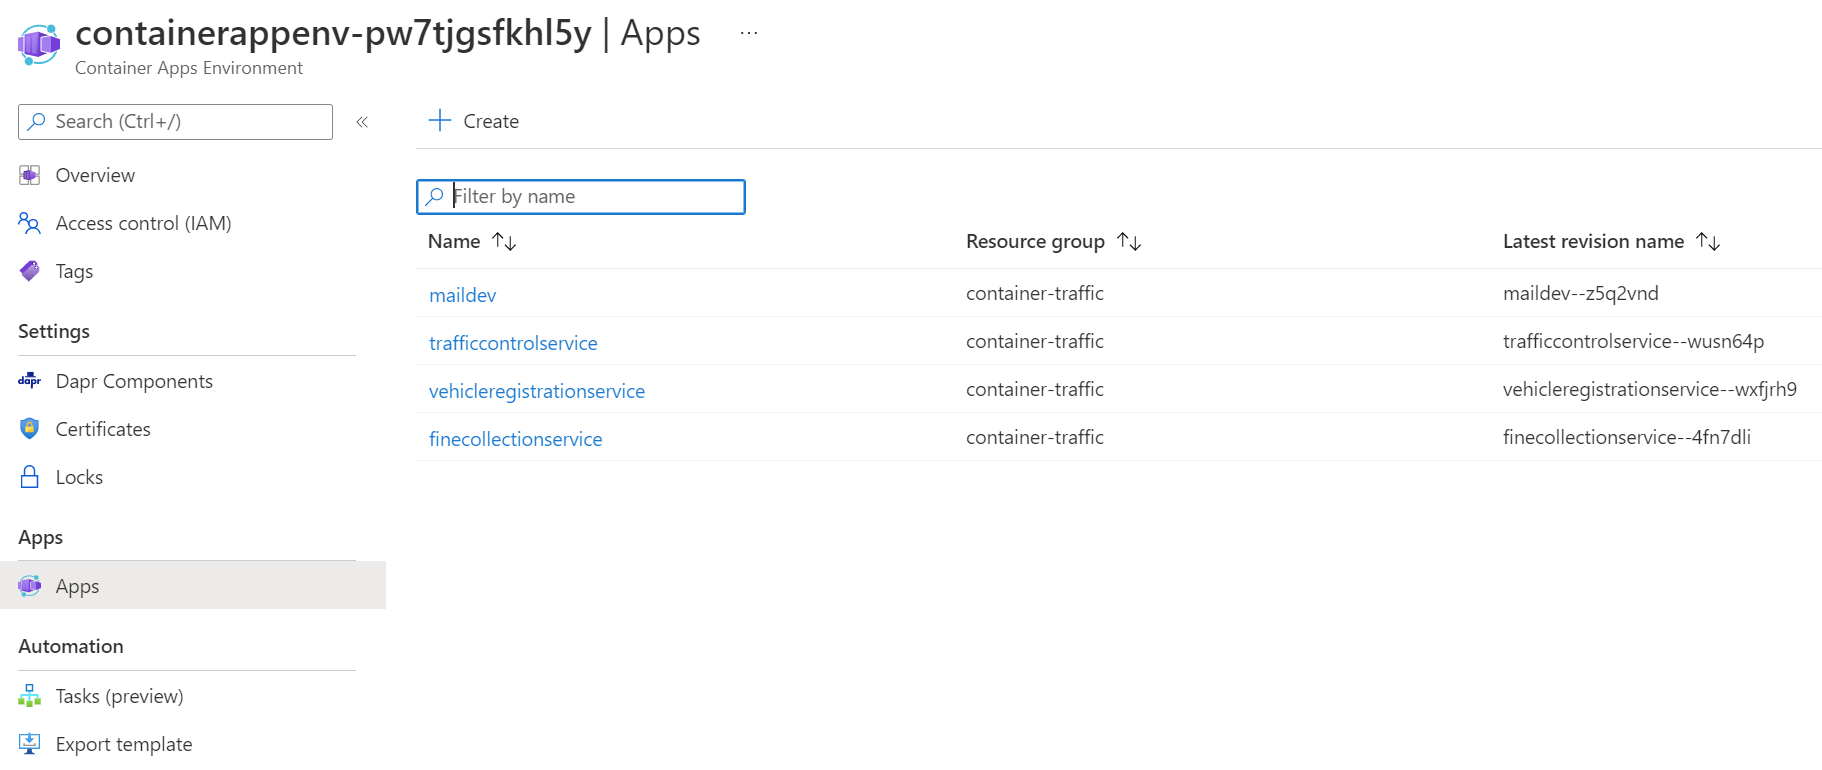 containerappenv-pw7tjgsfkhl5y | Apps ...
Container Apps Environment
Search (Ctrl+/)
«
Overview
Access control (IAM)
Tags
Settings
dapr Dapr Components
Certificates
Locks
Apps
Apps
Automation
Tasks (preview)
Export template
Create
Filter by name
Name ↑↓ Resource group ↑↓ Latest revision name ↑↓
maildev container-traffic maildev--z5q2vnd
trafficcontrolservice container-traffic trafficcontrolservice--wusn64p
vehicleregistrationservice container-traffic vehicleregistrationservice--wxfjrh9
finecollectionservice container-traffic finecollectionservice--4fn7dli